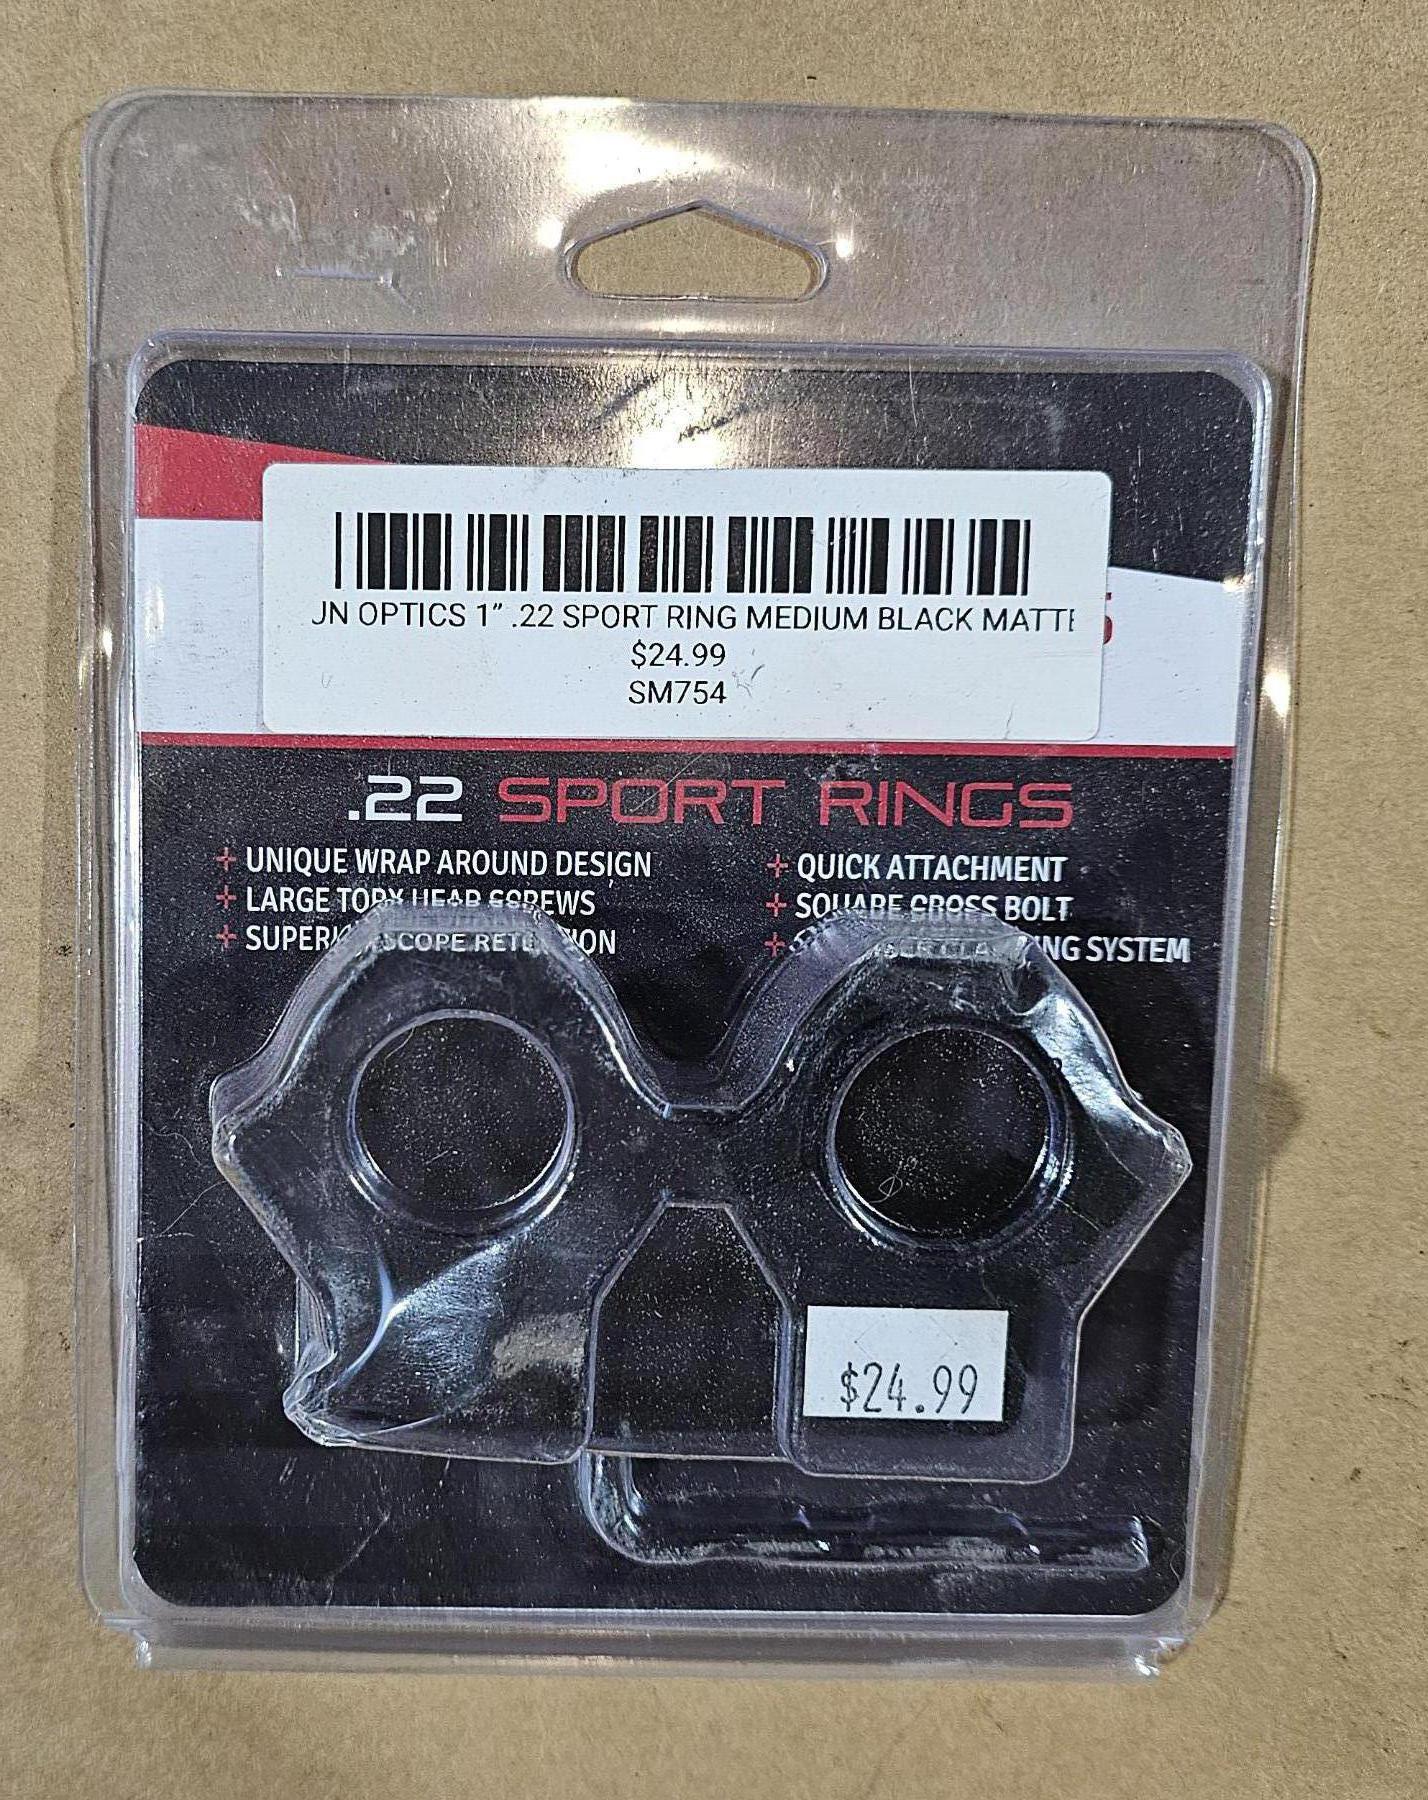 JN OPTICS 1” .22 SPORT RING MEDIUM BLACK MATTE
$24.99
SM754
.22 SPORT RINGS
UNIQUE WRAP AROUND DESIGN
LARGE TORX HEAD SCREWS
SCOPE RETENTION
QUICK ATTACHMENT
SQUARE CROSS BOLT
SYSTEM
$24.99